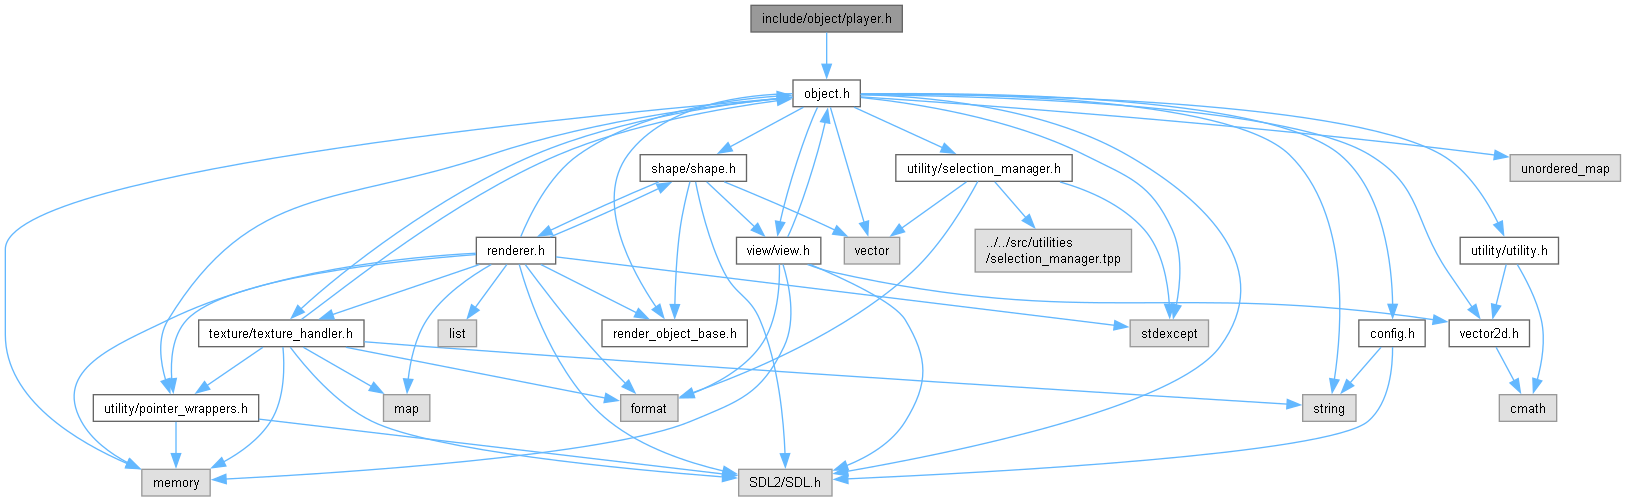 include/object/player.h
object.h
shape/shape.h
utility/selection_manager.h
unordered_map
renderer.h
view/view.h
vector
../../src/utilities
/selection_manager.tpp
utility/utility.h
texture/texture_handler.h
list
render_object_base.h
stdexcept
config.h
vector2d.h
utility/pointer_wrappers.h
map
format
string
cmath
memory
SDL2/SDL.h